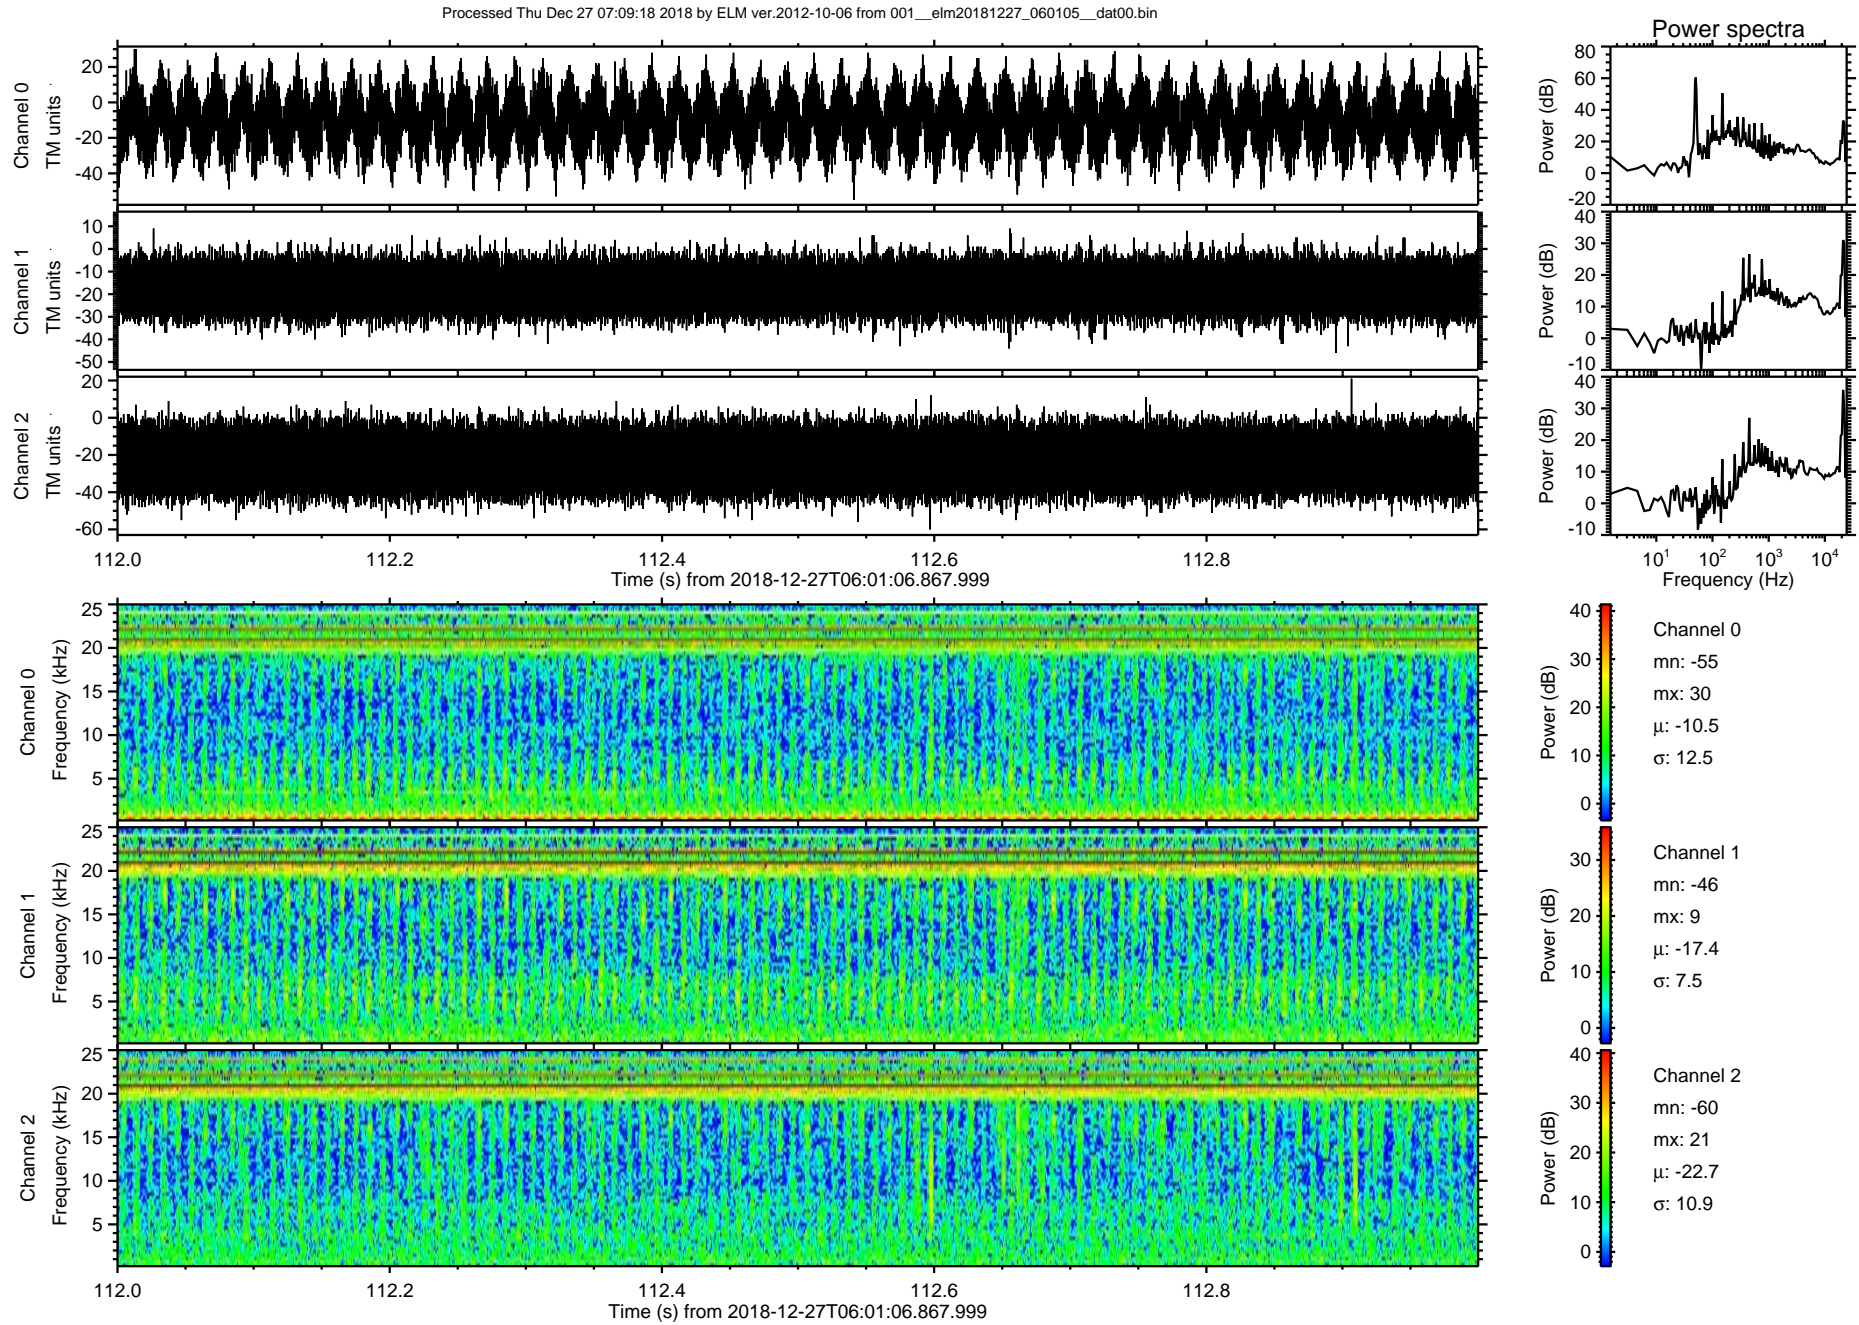 Processed Thu Dec 27 07:09:18 2018 by ELM ver.2012-10-06 from 001__elm20181227_060105__dat00.bin
Power spectra
Channel 0
TM units
20
0
-20
-40
Power (dB)
80
60
40
20
0
-20
Channel 1
TM units
10
0
-10
-20
-30
-40
-50
Power (dB)
40
30
20
10
0
-10
Channel 2
TM units
20
0
-20
-40
-60
Power (dB)
40
30
20
10
0
-10
112.0 112.2 112.4 112.6 112.8
Time (s) from 2018-12-27T06:01:06.867.999
10¹ 10² 10³ 10⁴
Frequency (Hz)
Channel 0
Frequency (kHz)
25
20
15
10
5
Power (dB)
40
30
20
10
0
Channel 0
mn: -55
mx: 30
μ: -10.5
σ: 12.5
Channel 1
Frequency (kHz)
25
20
15
10
5
Power (dB)
30
20
10
0
Channel 1
mn: -46
mx: 9
μ: -17.4
σ: 7.5
Channel 2
Frequency (kHz)
25
20
15
10
5
Power (dB)
40
30
20
10
0
Channel 2
mn: -60
mx: 21
μ: -22.7
σ: 10.9
112.0 112.2 112.4 112.6 112.8
Time (s) from 2018-12-27T06:01:06.867.999